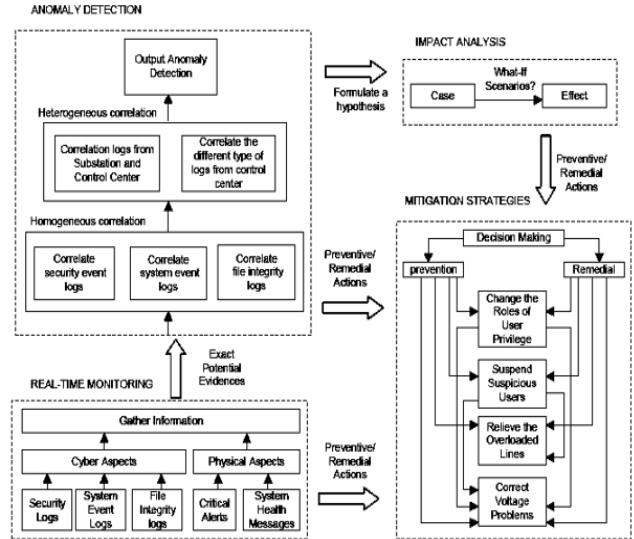 ANOMALY DETECTION
Output Anomaly
Detection
Heterogeneous correlation
Correlation logs from
Substation and
Control Center
Correlate the
different type of
logs from control
center
Homogeneous correlation
Correlate
security event
logs
Correlate
system event
logs
Correlate
file integrity
logs
Formulate a
hypothesis
IMPACT ANALYSIS
What-If
Scenarios?
Case
Effect
Preventive/
Remedial
Actions
Preventive/
Remedial
Actions
MITIGATION STRATEGIES
Decision Making
prevention
Remedial
Change the
Roles of
User
Privilege
Suspend
Suspicious
Users
Relieve the
Overloaded
Lines
Correct
Voltage
Problems
Exact
Potential
Evidences
REAL-TIME MONITORING
Gather Information
Cyber Aspects
Physical Aspects
Security
Logs
System
Event
Logs
File
Integrity
logs
Critical
Alerts
System
Health
Messages
Preventive/
Remedial
Actions